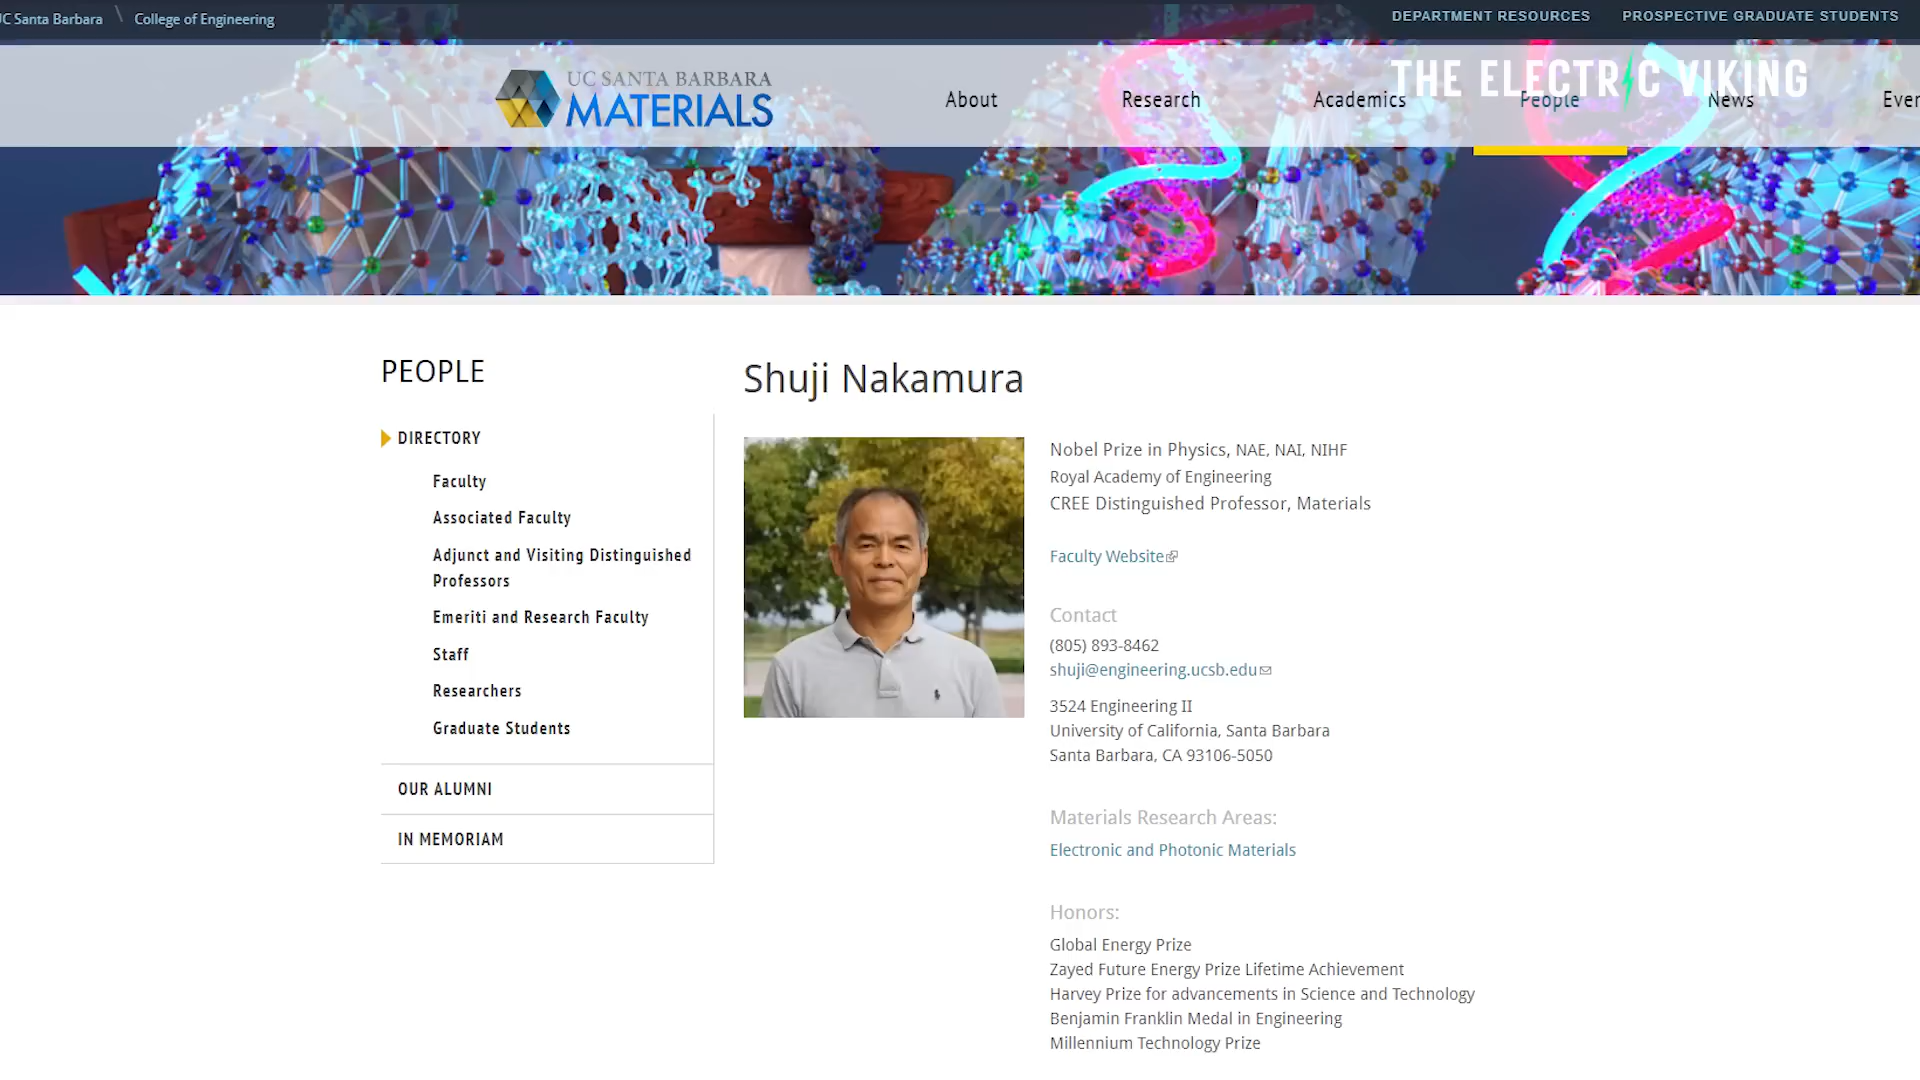 UC Santa Barbara \ College of Engineering
DEPARTMENT RESOURCES PROSPECTIVE GRADUATE STUDENTS
THE ELECTRIC VIKING
UC SANTA BARBARA
MATERIALS
About Research Academics People News Even
PEOPLE
DIRECTORY
Faculty
Associated Faculty
Adjunct and Visiting Distinguished
Professors
Emeriti and Research Faculty
Staff
Researchers
Graduate Students
OUR ALUMNI
IN MEMORIAM
Shuji Nakamura
Nobel Prize in Physics, NAE, NAI, NIHF
Royal Academy of Engineering
CREE Distinguished Professor, Materials
Faculty Website
Contact
(805) 893-8462
shuji@engineering.ucsb.edu
3524 Engineering II
University of California, Santa Barbara
Santa Barbara, CA 93106-5050
Materials Research Areas:
Electronic and Photonic Materials
Honors:
Global Energy Prize
Zayed Future Energy Prize Lifetime Achievement
Harvey Prize for advancements in Science and Technology
Benjamin Franklin Medal in Engineering
Millennium Technology Prize